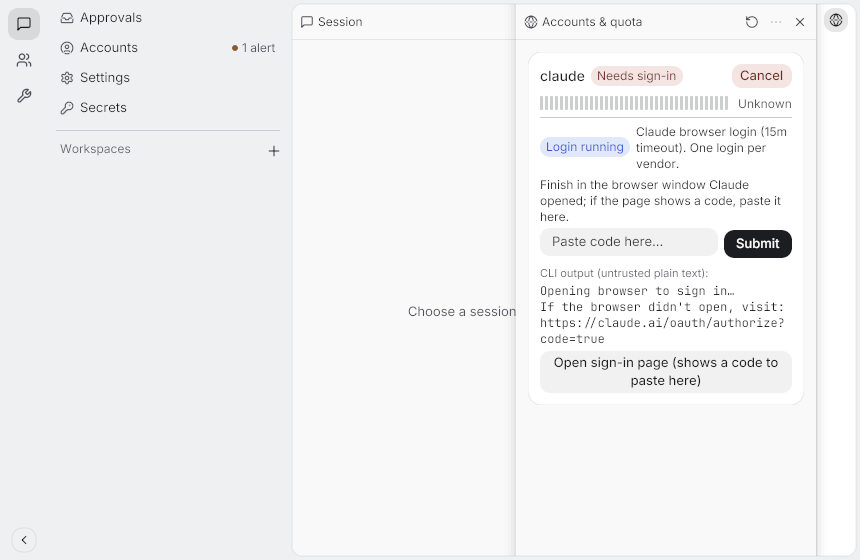 Approvals
Accounts
1 alert
Settings
Secrets
Workspaces
Session
Choose a session
Accounts & quota
claude
Needs sign-in
Cancel
Unknown
Login running
Claude browser login (15m
timeout). One login per
vendor.
Finish in the browser window Claude
opened; if the page shows a code, paste it
here.
Paste code here...
Submit
CLI output (untrusted plain text):
Opening browser to sign in…
If the browser didn't open, visit:
https://claude.ai/oauth/authorize?
code=true
Open sign-in page (shows a code to
paste here)